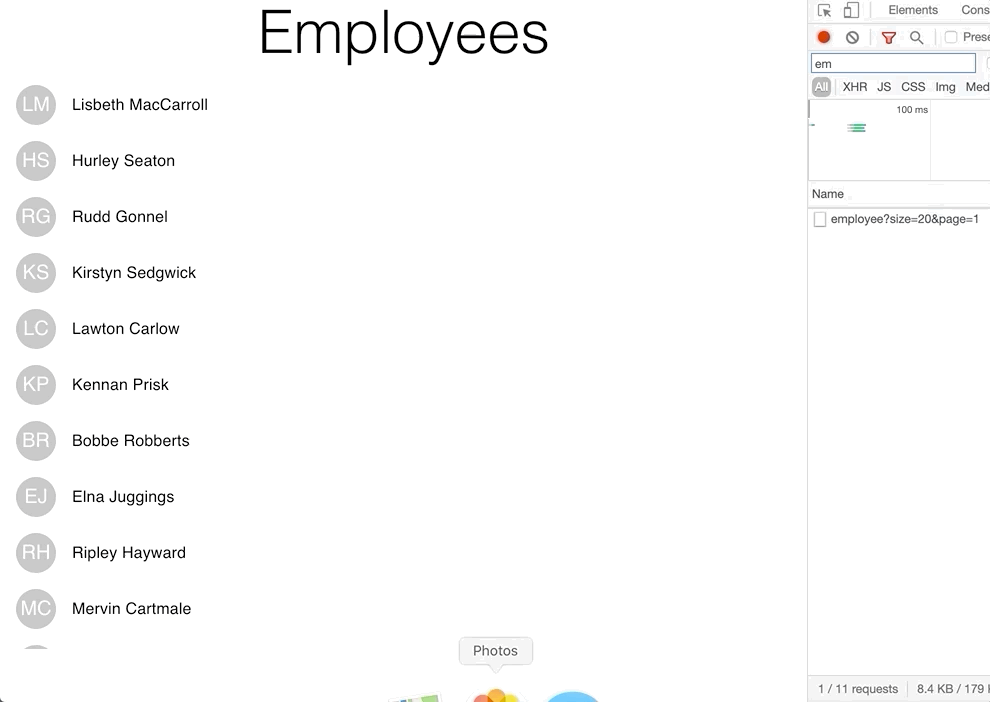 Employees
LM Lisbeth MacCarroll
HS Hurley Seaton
RG Rudd Gonnel
KS Kirstyn Sedgwick
LC Lawton Carlow
KP Kennan Prisk
BR Bobbe Robberts
EJ Elna Juggings
RH Ripley Hayward
MC Mervin Cartmale
Photos
Elements Cons
Prese
em
All XHR JS CSS Img Med
100 ms
Name
employee?size=20&page=1
1 / 11 requests 8.4 KB / 179